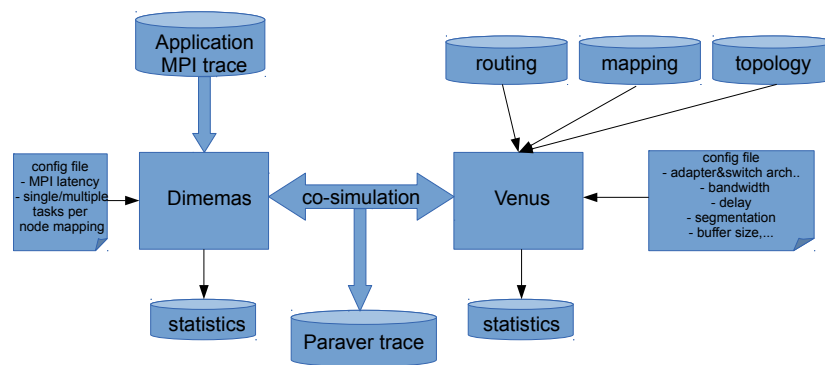 Application
MPI trace
routing
mapping
topology
config file
- MPI latency
- single/multiple
tasks per
node mapping
Dimemas
co-simulation
Venus
config file
- adapter&switch arch..
- bandwidth
- delay
- segmentation
- buffer size,...
statistics
Paraver trace
statistics